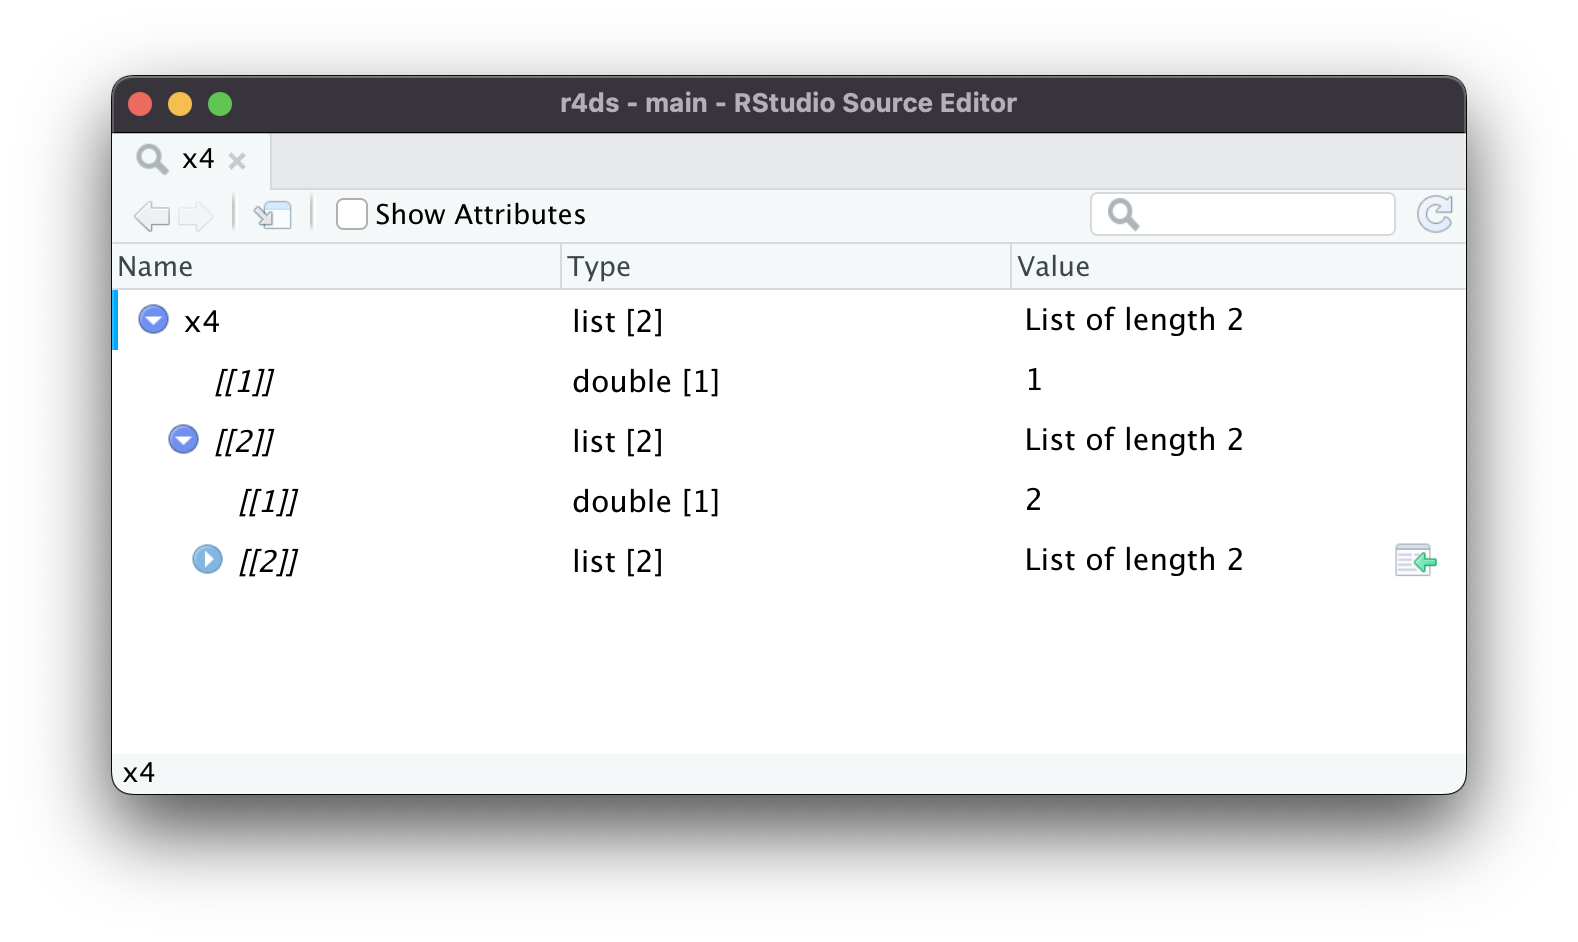 r4ds - main - RStudio Source Editor
x4
Show Attributes
Name Type Value
x4 list [2] List of length 2
[[1]] double [1] 1
[[2]] list [2] List of length 2
[[1]] double [1] 2
[[2]] list [2] List of length 2
x4